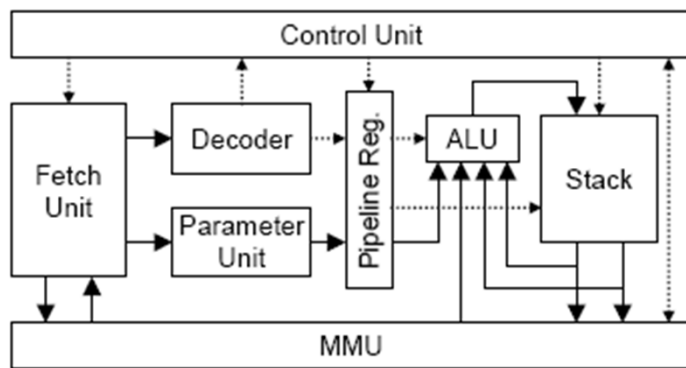 Control Unit
Fetch
Unit
Decoder
Parameter
Unit
Pipeline Reg.
ALU
Stack
MMU